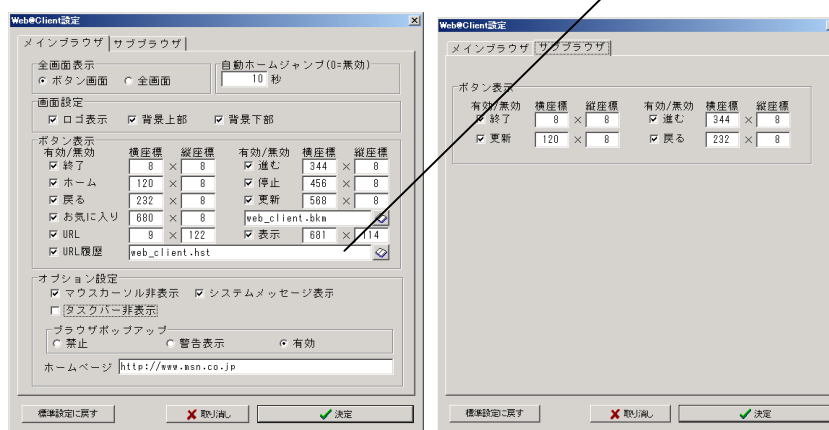 Web@Client設定
メインブラウザ サブブラウザ
全画面表示 自動ホームジャンプ(0=無効)
ボタン画面 全画面 10 秒
画面設定
ロゴ表示 背景上部 背景下部
ボタン表示
有効/無効 横座標 縦座標 有効/無効 横座標 縦座標
終了 8 × 8 進む 344 × 8
ホーム 120 × 8 停止 456 × 8
戻る 232 × 8 更新 568 × 8
お気に入り 680 × 8 web_client.bkm
URL 9 × 122 表示 681 × 114
URL履歴 web_client.hst
オプション設定
マウスカーソル非表示 システムメッセージ表示
タスクバー非表示
ブラウザポップアップ
禁止 警告表示 有効
ホームページ http://www.msn.co.jp
標準設定に戻す 取り消し 決定
Web@Client設定
メインブラウザ サブブラウザ
ボタン表示
有効/無効 横座標 縦座標 有効/無効 横座標 縦座標
終了 8 × 8 進む 344 × 8
更新 120 × 8 戻る 232 × 8
標準設定に戻す 取り消し 決定